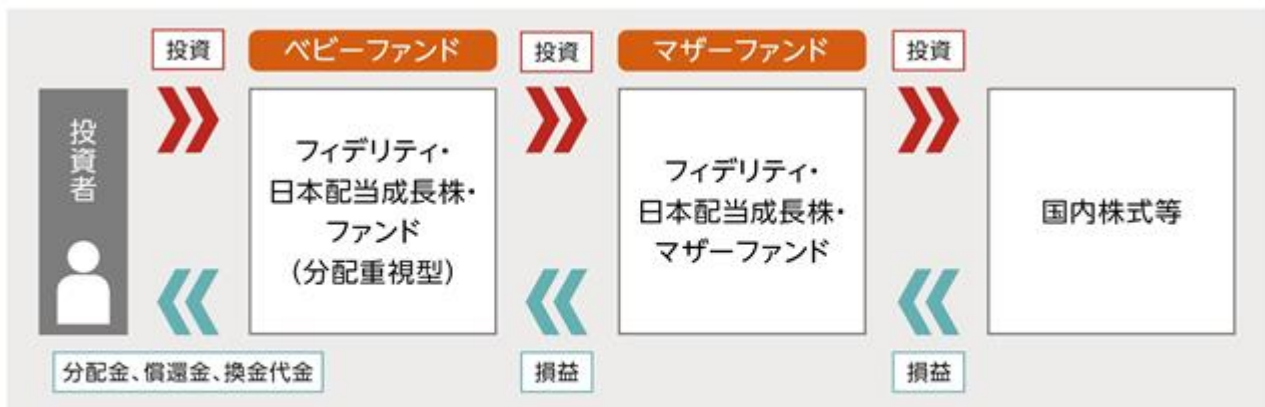 投資
ベビーファンド
投資
マザーファンド
投資
投資者
フィデリティ・
日本配当成長株・
ファンド
(分配重視型)
フィデリティ・
日本配当成長株・
マザーファンド
国内株式等
分配金、償還金、換金代金
損益
損益